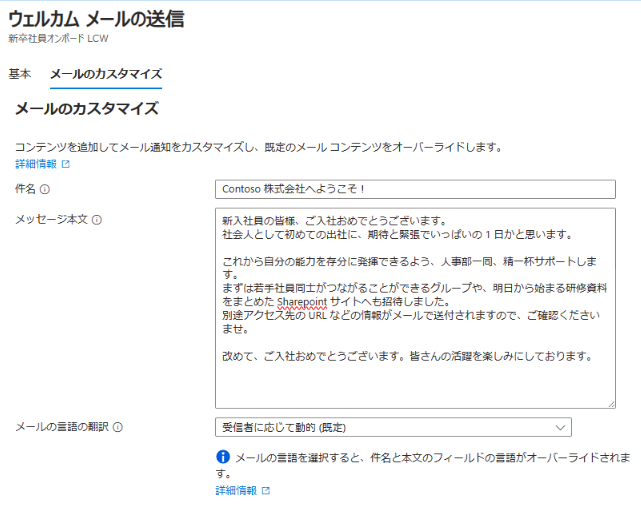 ウェルカム メールの送信
新卒社員オンボード LCW
基本 メールのカスタマイズ
メールのカスタマイズ
コンテンツを追加してメール通知をカスタマイズし、既定のメール コンテンツをオーバーライドします。
詳細情報
件名 Contoso 株式会社へようこそ！
メッセージ本文
新入社員の皆様、ご入社おめでとうございます。
社会人として初めての出社に、期待と緊張でいっぱいの 1 日かと思います。
これから自分の能力を存分に発揮できるよう、人事部一同、精一杯サポートしま
す。
まずは若手社員同士がつながることができるグループや、明日から始まる研修資料
をまとめた Sharepoint サイトへも招待しました。
別途アクセス先の URL などの情報がメールで送付されますので、ご確認ください
ませ。
改めて、ご入社おめでとうございます。皆さんの活躍を楽しみにしております。
メールの言語の翻訳 受信者に応じて動的 (既定)
メールの言語を選択すると、件名と本文のフィールドの言語がオーバーライドされま
す。
詳細情報